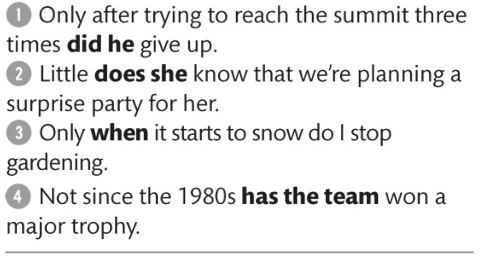 1 Only after trying to reach the summit three
times did he give up.
2 Little does she know that we’re planning a
surprise party for her.
3 Only when it starts to snow do I stop
gardening.
4 Not since the 1980s has the team won a
major trophy.